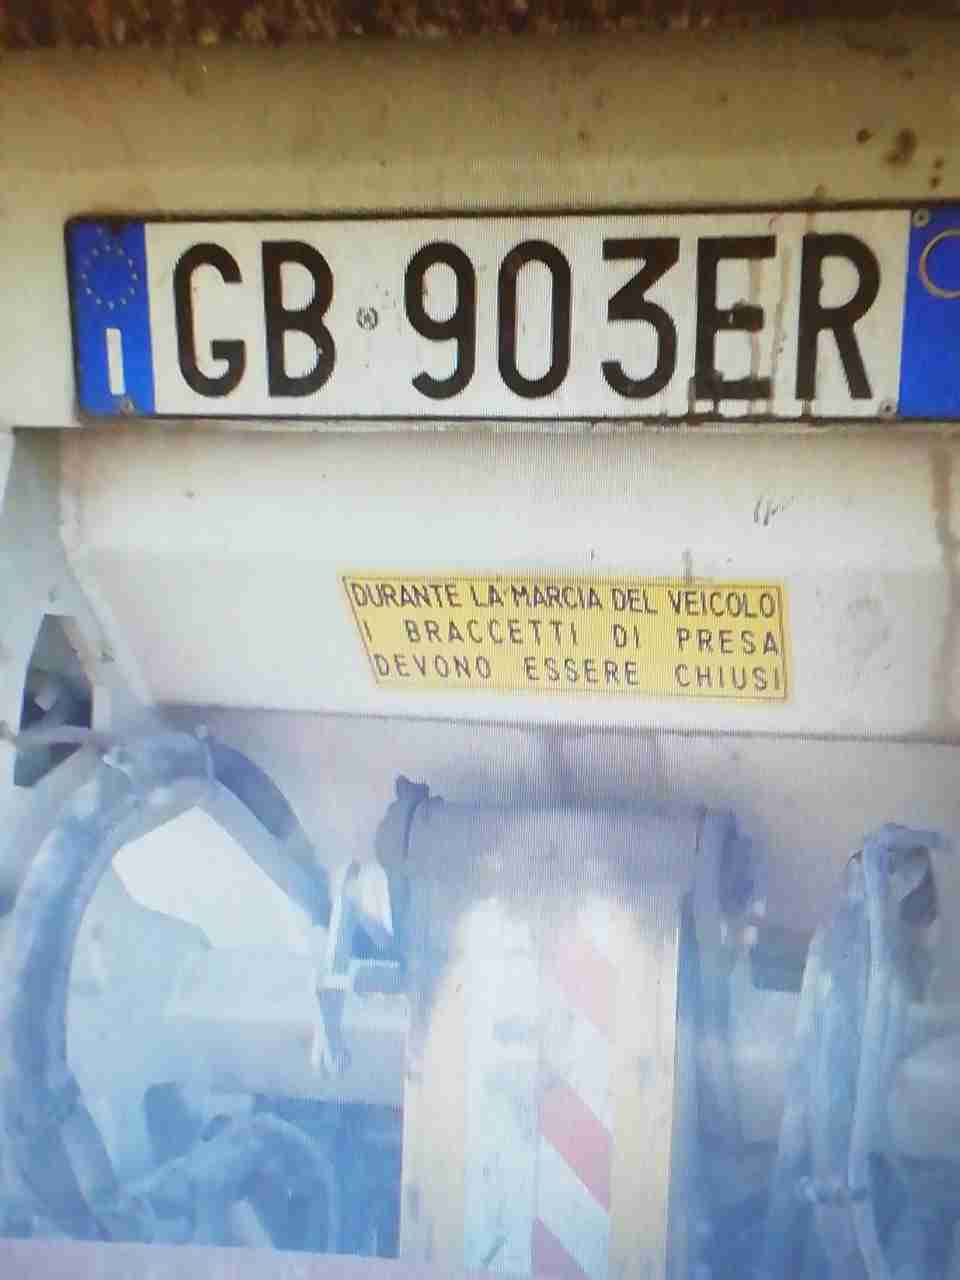 I
GB 903ER
DURANTE LA MARCIA DEL VEICOLO
I BRACCETTI DI PRESA
DEVONO ESSERE CHIUSI